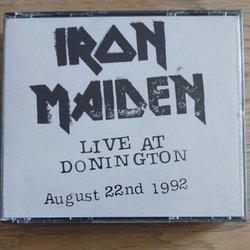 IRON
MAIDEN
LIVE AT
DONINGTON
August 22nd 1992